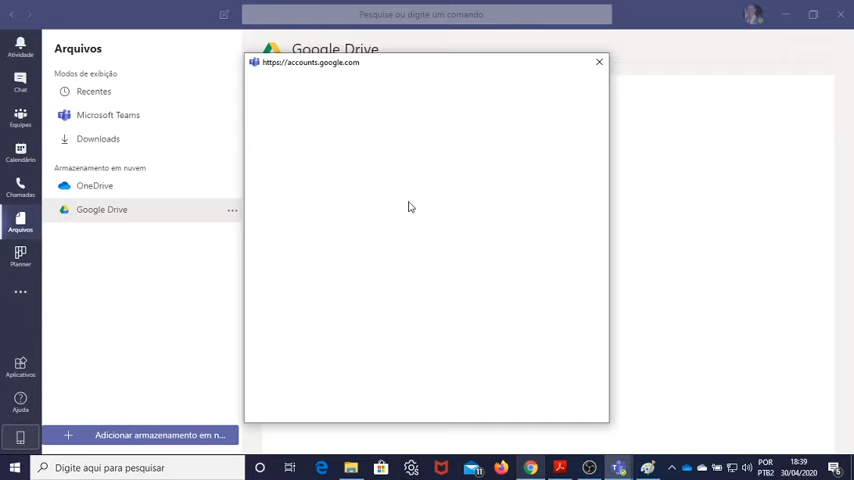 Pesquise ou digite um comando
Atividade
Chat
Equipes
Calendário
Chamadas
Arquivos
Planner
Aplicativos
Ajuda
Arquivos
Modos de exibição
Recentes
Microsoft Teams
Downloads
Armazenamento em nuvem
OneDrive
Google Drive
Adicionar armazenamento em n...
Google Drive
https://accounts.google.com
Digite aqui para pesquisar
11
POR
PTB2
18:39
30/04/2020
6